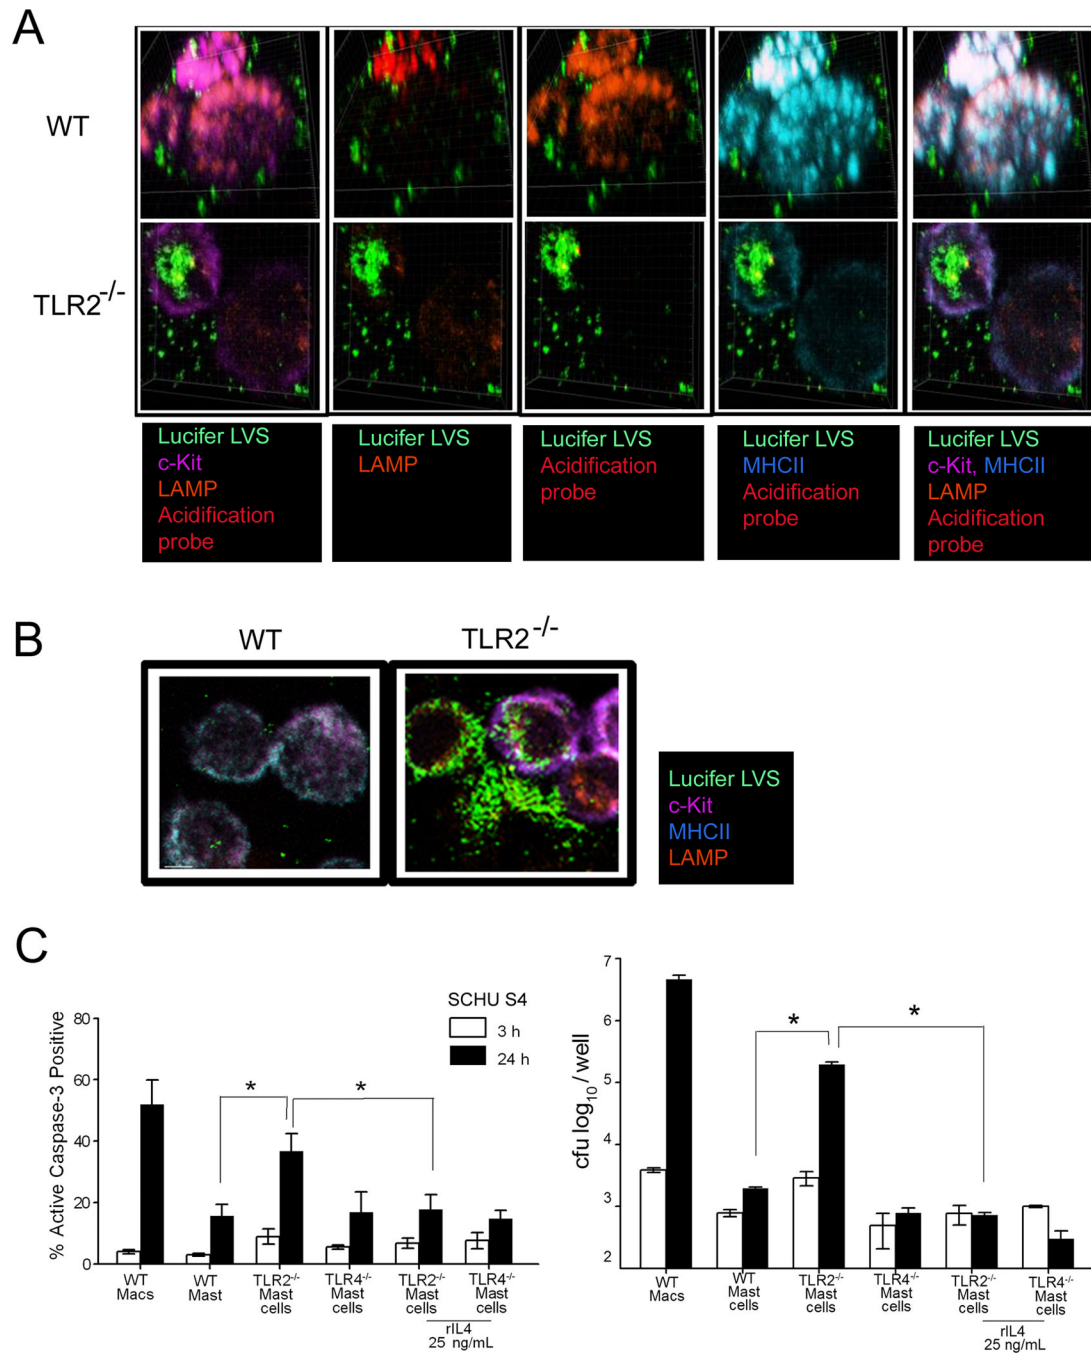 A
WT
TLR2-/-
Lucifer LVS
c-Kit
LAMP
Acidification
probe
Lucifer LVS
LAMP
Lucifer LVS
Acidification
probe
Lucifer LVS
MHCII
Acidification
probe
Lucifer LVS
c-Kit, MHCII
LAMP
Acidification
probe
B
WT
TLR2-/-
Lucifer LVS
c-Kit
MHCII
LAMP
C
% Active Caspase-3 Positive
80
60
40
20
0
SCHU S4
3 h
24 h
*
*
WT
Macs
WT
Mast
TLR2-/-
Mast
cells
TLR4-/-
Mast
cells
TLR2-/-
Mast
cells
TLR4-/-
Mast
cells
rIL4
25 ng/mL
cfu log10 / well
7
6
5
4
3
2
*
*
WT
Macs
WT
Mast
cells
TLR2-/-
Mast
cells
TLR4-/-
Mast
cells
TLR2-/-
Mast
cells
TLR4-/-
Mast
cells
rIL4
25 ng/mL